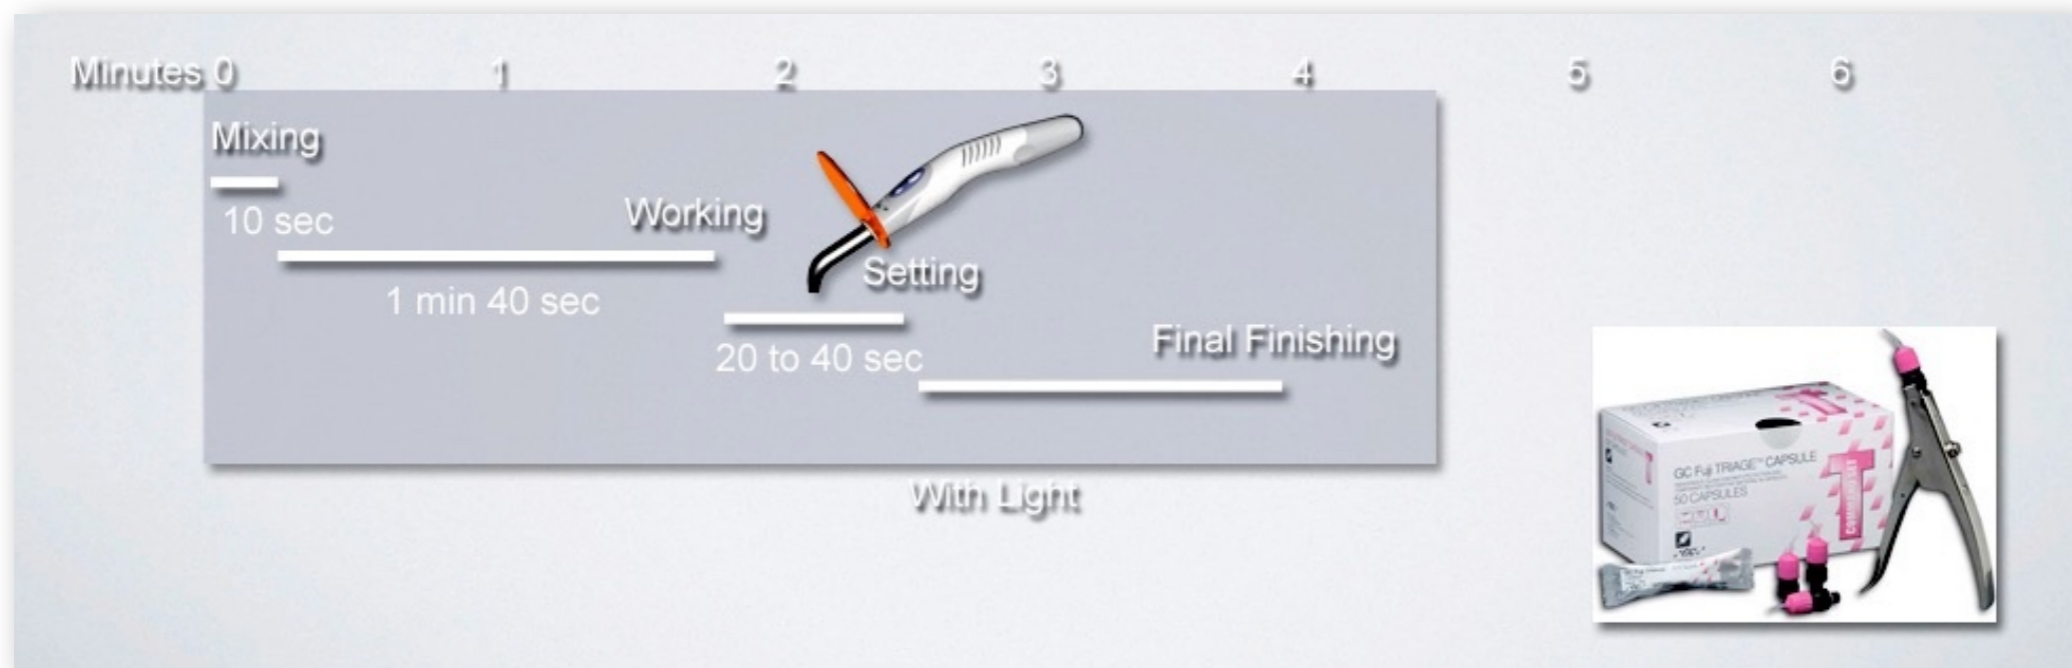 Minutes 0 1 2 3 4 5 6
Mixing
10 sec
Working
1 min 40 sec
Setting
20 to 40 sec
Final Finishing
With Light
GC Fuji TRIAGE™ CAPSULE
50 CAPSULES
T